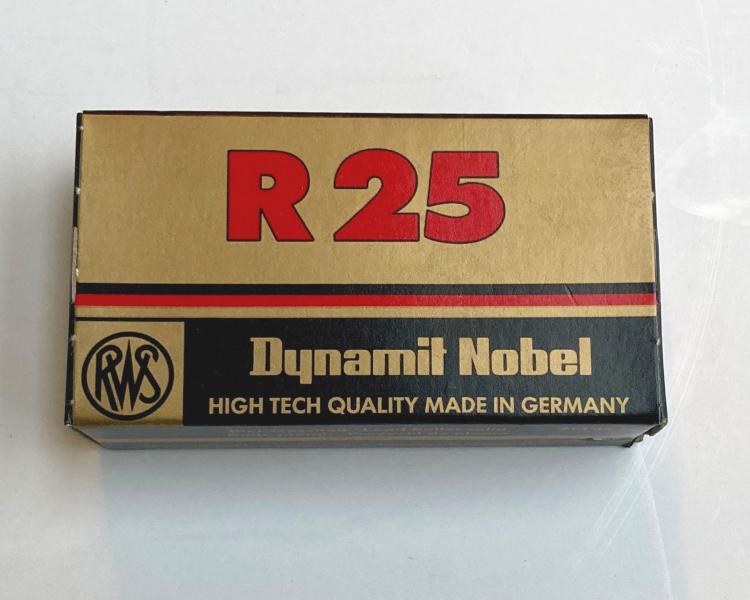 R 25
RWS
Dynamit Nobel
HIGH TECH QUALITY MADE IN GERMANY